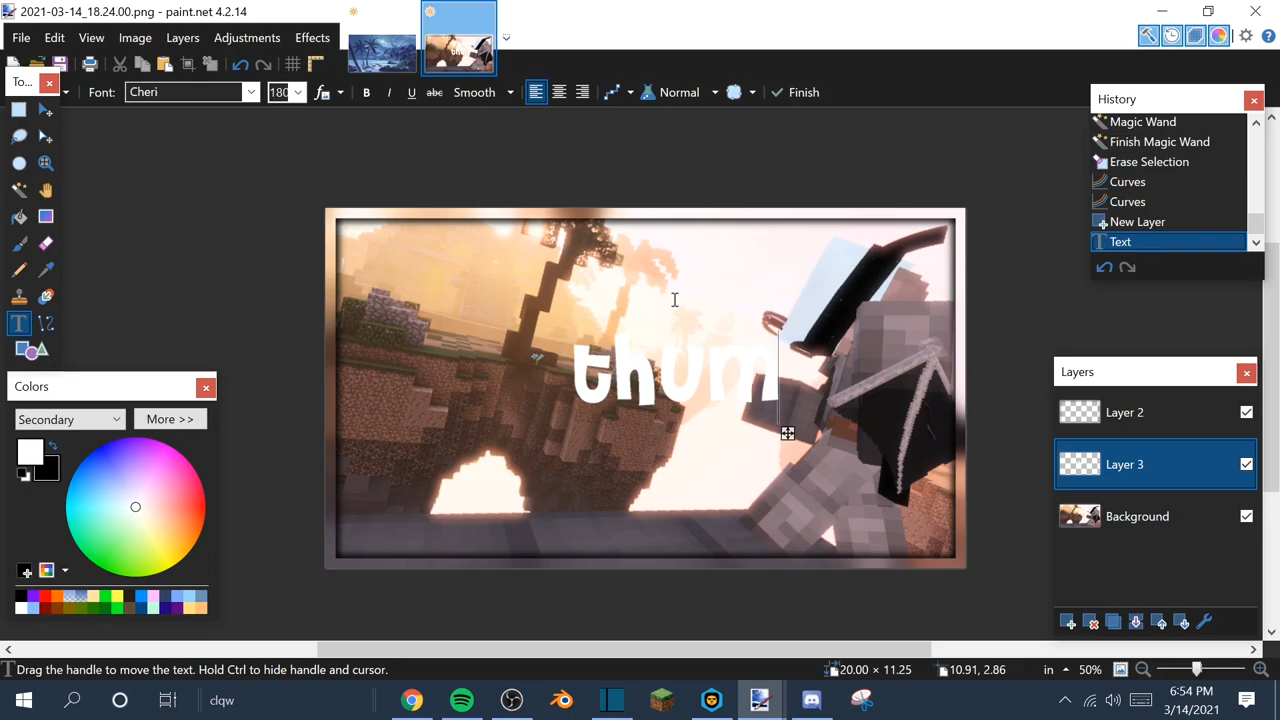 2021-03-14_18.24.00.png - paint.net 4.2.14
File Edit View Image Layers Adjustments Effects
To...
Font: Cheri 180 fx B I U abc Smooth Normal Finish
History
Magic Wand
Finish Magic Wand
Erase Selection
Curves
Curves
New Layer
Text
thum
Colors
Secondary More >>
Layers
Layer 2
Layer 3
Background
Drag the handle to move the text. Hold Ctrl to hide handle and cursor. 20.00 × 11.25 10.91, 2.86 in 50%
clqw
6:54 PM
3/14/2021